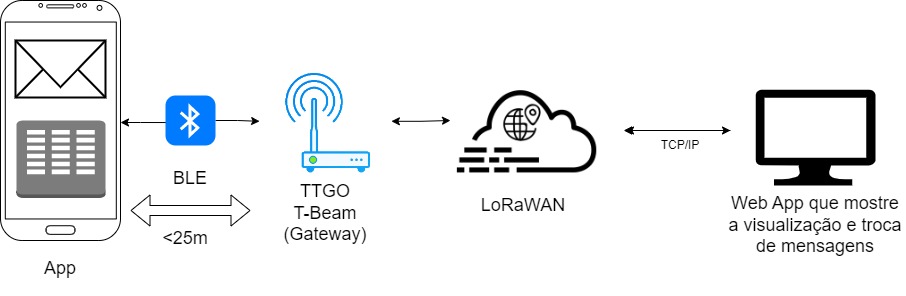 App
BLE
<25m
TTGO
T-Beam
(Gateway)
LoRaWAN
TCP/IP
Web App que mostre
a visualização e troca
de mensagens